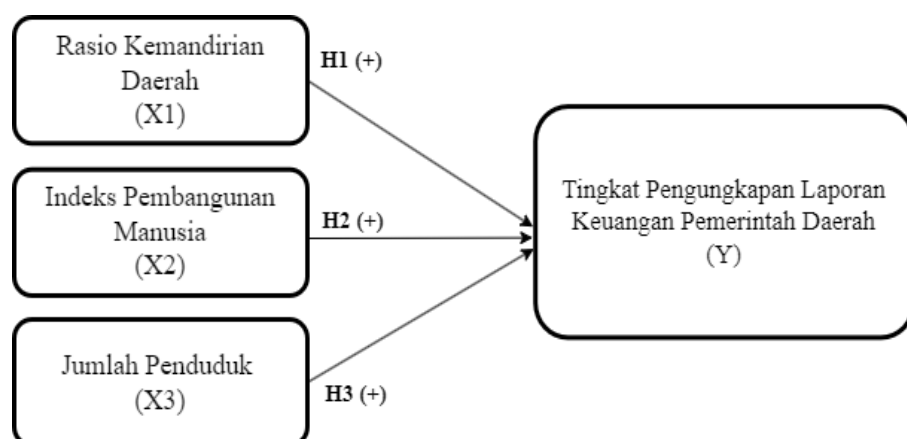 Rasio Kemandirian
Daerah
(X1)
H1 (+)
Indeks Pembangunan
Manusia
(X2)
H2 (+)
Jumlah Penduduk
(X3)
H3 (+)
Tingkat Pengungkapan Laporan
Keuangan Pemerintah Daerah
(Y)